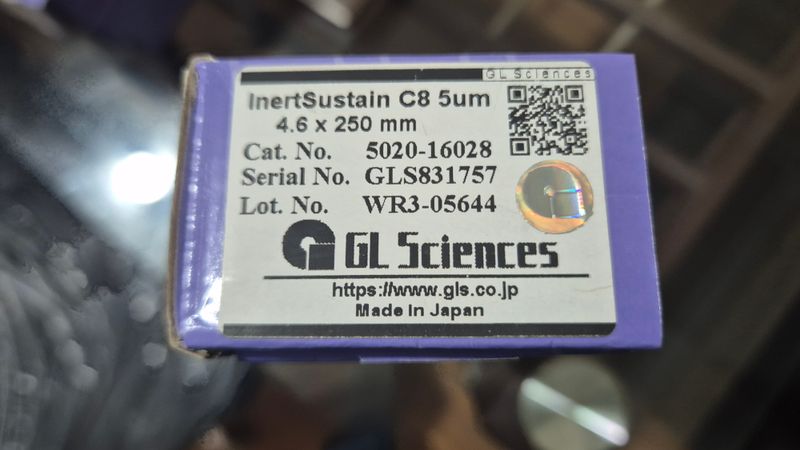 GL Sciences
InertSustain C8 5um
4.6 x 250 mm
Cat. No. 5020-16028
Serial No. GLS831757
Lot. No. WR3-05644
GL Sciences
https://www.gls.co.jp
Made in Japan